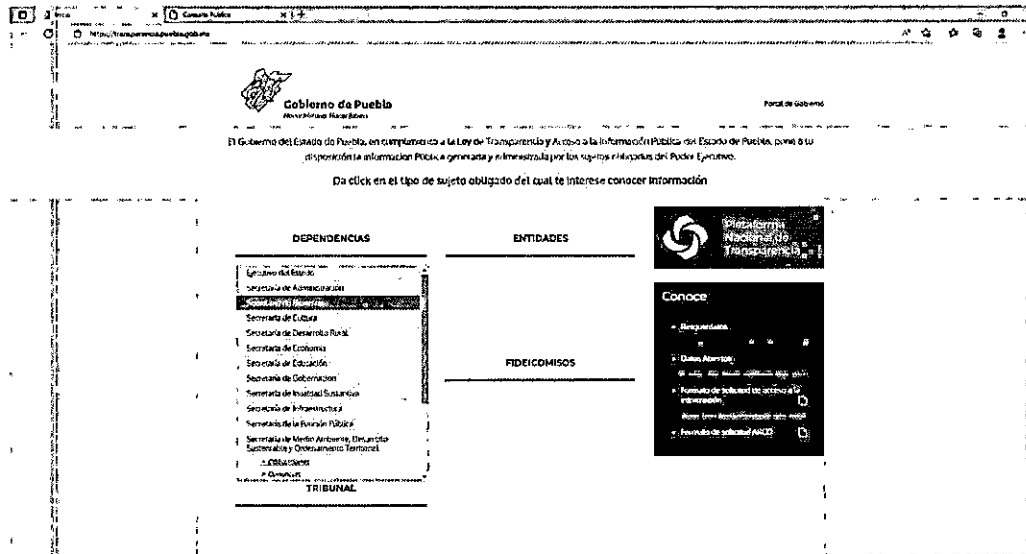 Inicio
Consulta Pública
https://transparencia.puebla.gob.mx
Gobierno de Puebla
Portal de Gobierno
El Gobierno del Estado de Puebla, en cumplimiento a la Ley de Transparencia y Acceso a la Información Pública del Estado de Puebla, pone a su
disposición la información Pública generada y administrada por los sujetos obligados del Poder Ejecutivo.
Da click en el tipo de sujeto obligado del cual te interese conocer información
DEPENDENCIAS
Ejecutivo del Estado
Secretaría de Administración
Secretaría de
Secretaría de Cultura
Secretaría de Desarrollo Rural
Secretaría de Economía
Secretaría de Educación
Secretaría de Gobernación
Secretaría de Igualdad Sustantiva
Secretaría de Infraestructura
Secretaría de la Función Pública
Secretaría de Medio Ambiente, Desarrollo
Sustentable y Ordenamiento Territorial
TRIBUNAL
ENTIDADES
FIDEICOMISOS
Plataforma
Nacional de
Transparencia
Conoce
Datos Abiertos
Formato de solicitud de acceso a la
información
Formato de solicitud ARCO